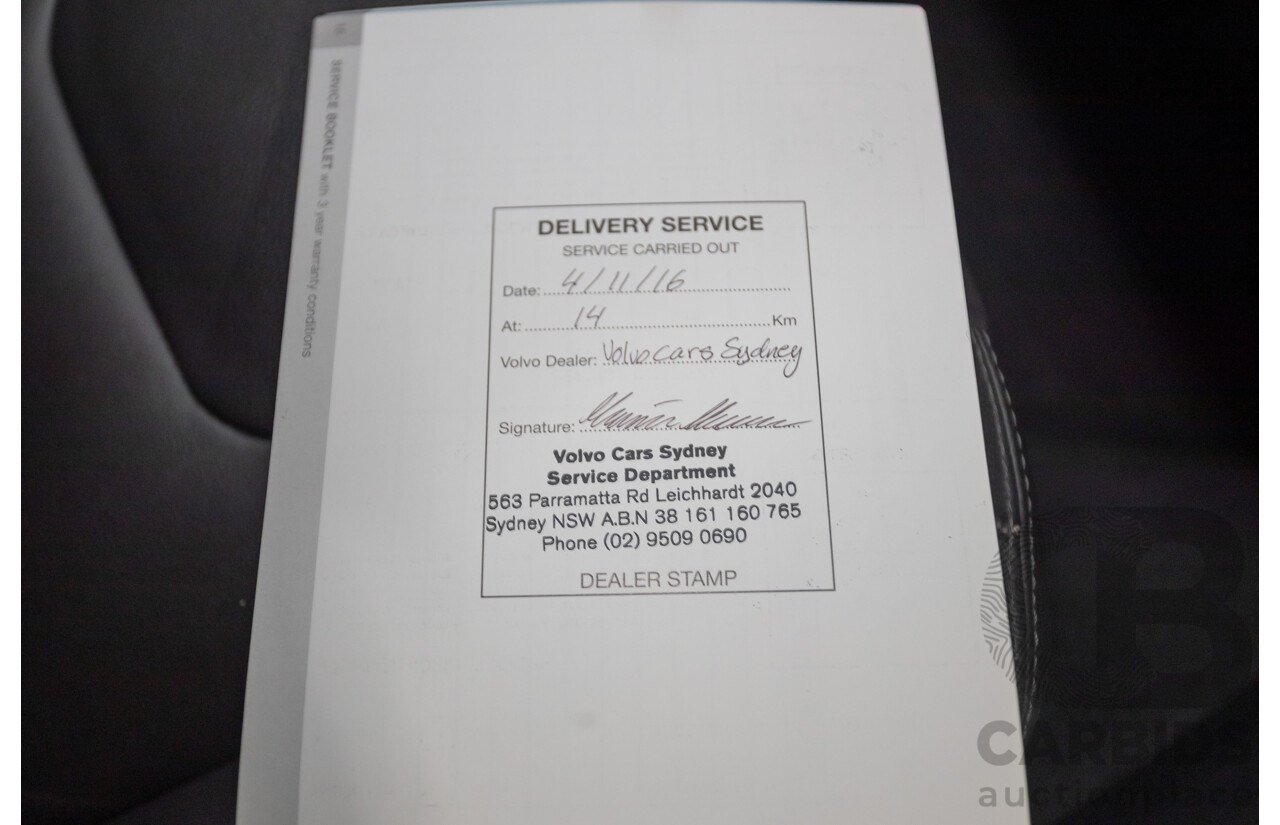 SERVICE BOOKLET with 3 year warranty conditions
DELIVERY SERVICE
SERVICE CARRIED OUT
Date: 4/11/16
At: 14 Km
Volvo Dealer: Volvo Cars Sydney
Signature:
Volvo Cars Sydney
Service Department
563 Parramatta Rd Leichhardt 2040
Sydney NSW A.B.N 38 161 160 765
Phone (02) 9509 0690
DEALER STAMP
CARBIDS
auctionplace